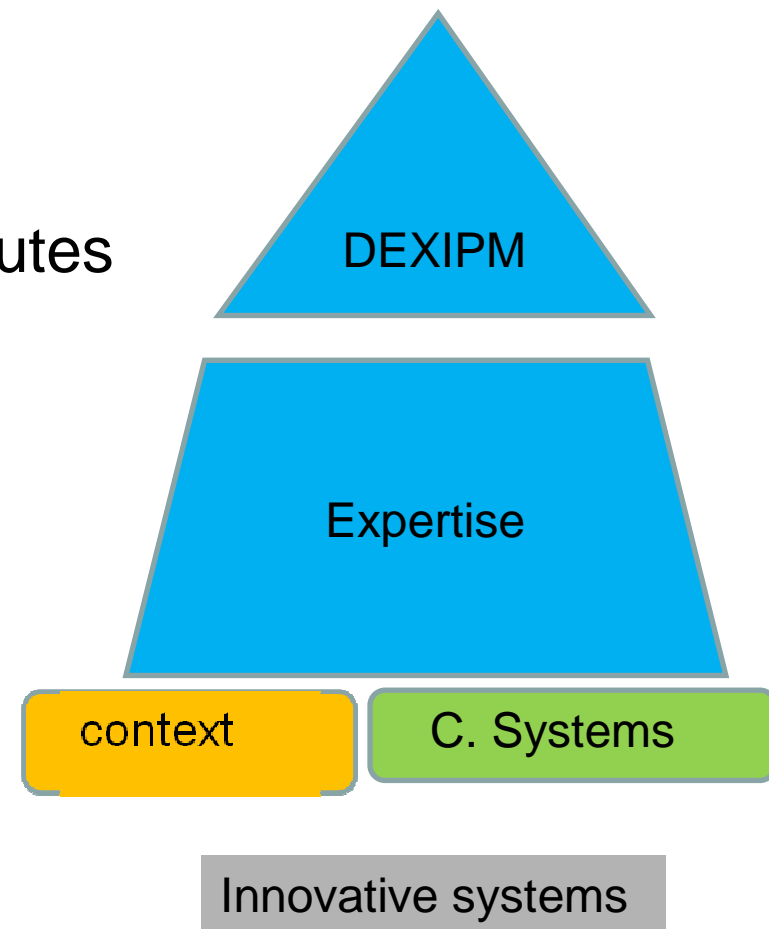 utes
DEXIPM
Expertise
context
C. Systems
Innovative systems